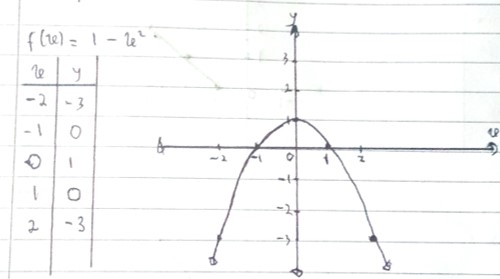 f(x) = 1 - x²
x y
-2 -3
-1 0
0 1
1 0
2 -3
y
3
2
1
x
-2 -1 0 1 2
-1
-2
-3